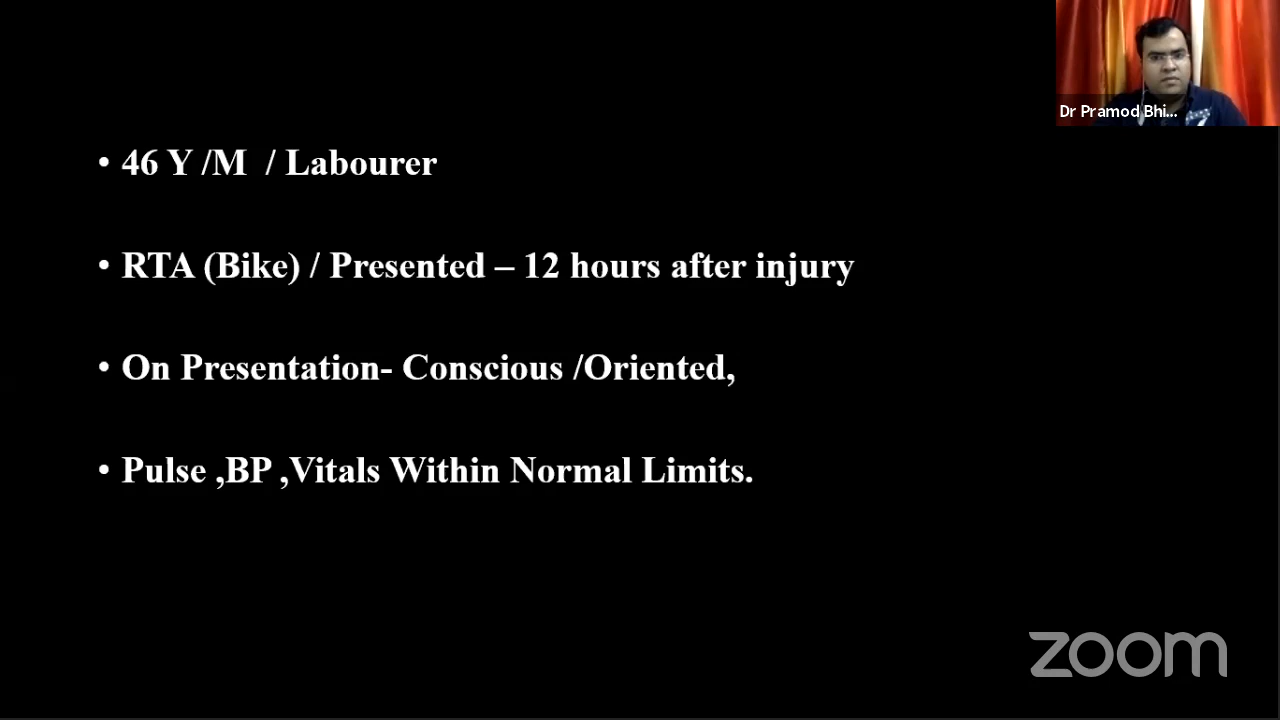 Dr Pramod Bhi...
• 46 Y /M / Labourer
• RTA (Bike) / Presented – 12 hours after injury
• On Presentation- Conscious /Oriented,
• Pulse ,BP ,Vitals Within Normal Limits.
zoom